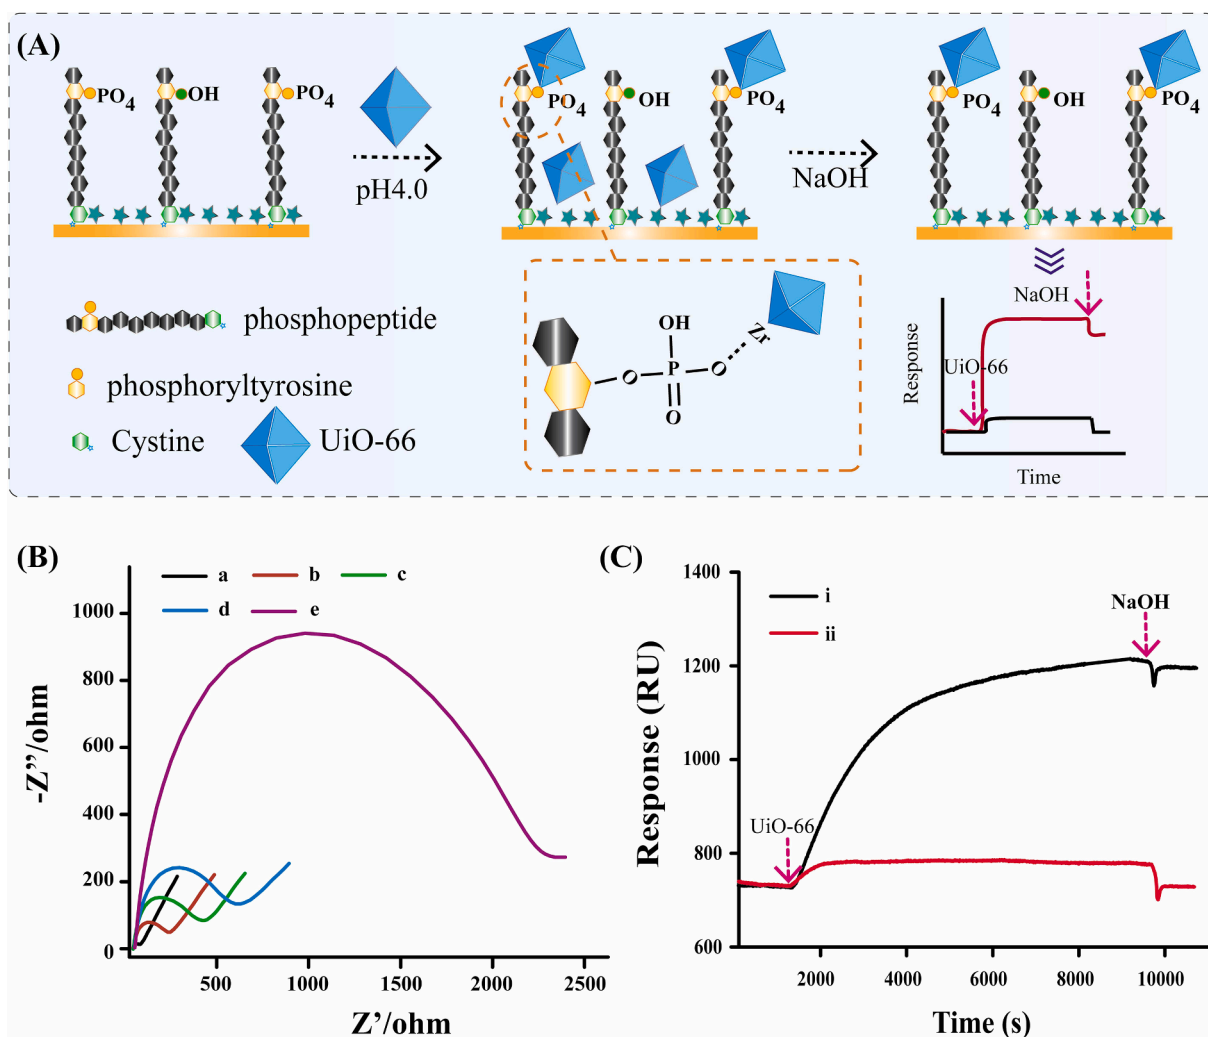 (A)
PO4
OH
PO4
pH4.0
PO4
OH
PO4
NaOH
PO4
OH
PO4
phosphopeptide
phosphoryltyrosine
Cystine
UiO-66
OH
O
P
O
O
Zr
NaOH
UiO-66
Response
Time
(B)
a
b
c
d
e
1000
800
600
400
200
0
500
1000
1500
2000
2500
-Z’’/ohm
Z’/ohm
(C)
1400
1200
1000
800
600
i
ii
NaOH
UiO-66
2000
4000
6000
8000
10000
Response (RU)
Time (s)